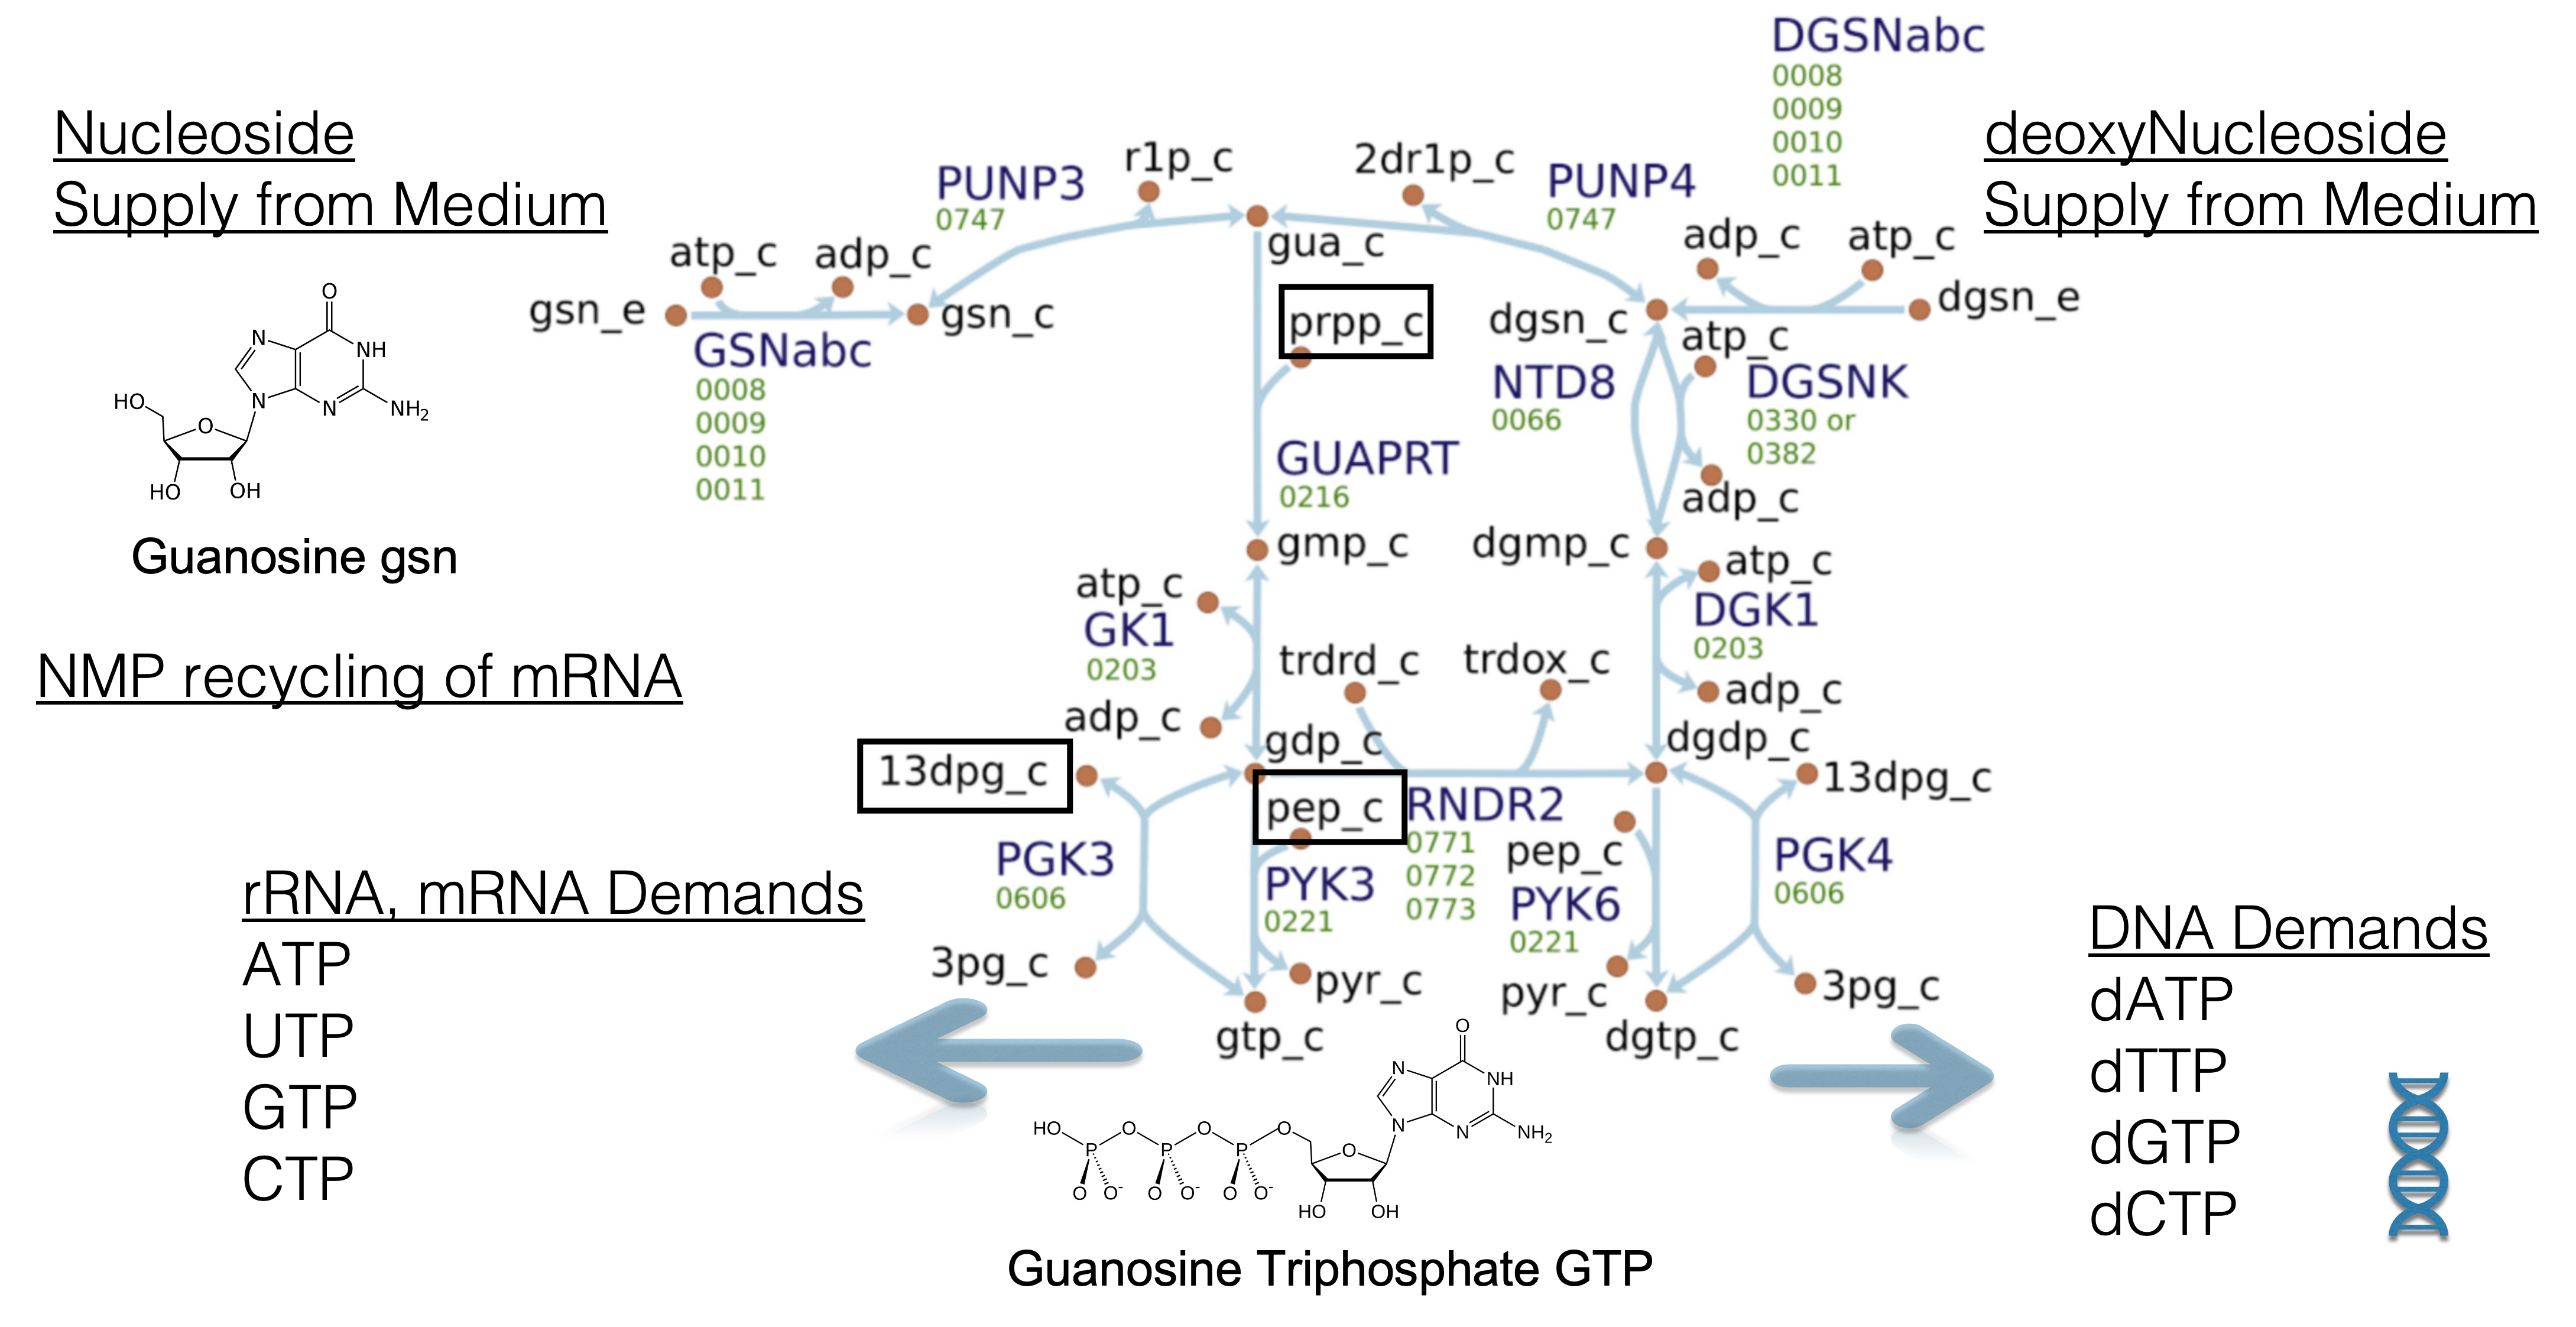 DGSNabc
0008
0009
0010
0011
Nucleoside
Supply from Medium
deoxyNucleoside
Supply from Medium
PUNP3
0747
r1p_c
2dr1p_c
PUNP4
0747
gua_c
atp_c
adp_c
gsn_e
gsn_c
GSNabc
0008
0009
0010
0011
adp_c
atp_c
dgsn_e
dgsn_c
prpp_c
GUAPRT
0216
NTD8
0066
atp_c
DGSNK
0330 or
0382
adp_c
O
N
NH
N
N
NH2
HO
O
HO
OH
Guanosine gsn
gmp_c
dgmp_c
atp_c
GK1
0203
adp_c
atp_c
DGK1
0203
adp_c
NMP recycling of mRNA
trdrd_c
trdox_c
gdp_c
dgdp_c
13dpg_c
pep_c
RNDR2
0771
0772
0773
13dpg_c
PGK3
0606
PYK3
0221
pep_c
PYK6
0221
PGK4
0606
3pg_c
pyr_c
pyr_c
3pg_c
gtp_c
dgtp_c
rRNA, mRNA Demands
ATP
UTP
GTP
CTP
DNA Demands
dATP
dTTP
dGTP
dCTP
O
N
NH
N
N
NH2
HO
O
O
O
P
P
P
O
O
O-
O
O-
O
O-
HO
OH
Guanosine Triphosphate GTP